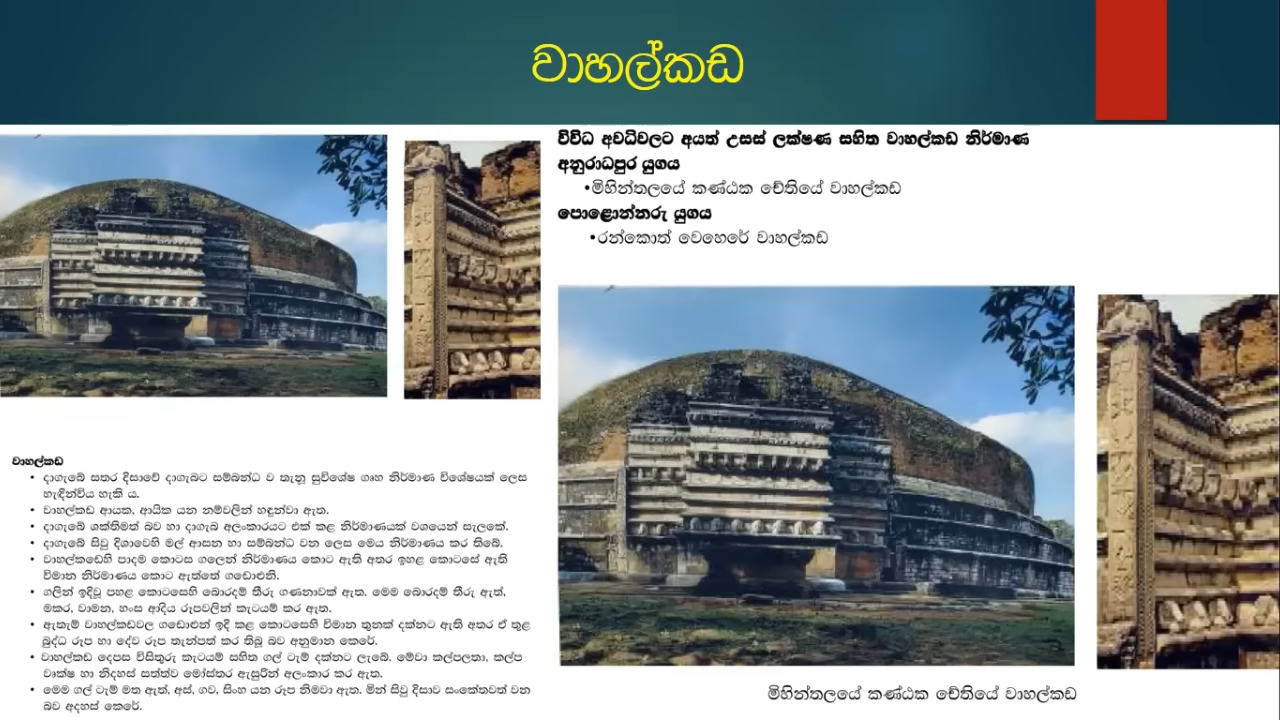 වාහල්කඩ
විවිධ අවධිවලට අයත් උසස් ලක්ෂණ සහිත වාහල්කඩ නිර්මාණ
අනුරාධපුර යුගය
•මිහින්තලයේ කණ්ඨක චේතියේ වාහල්කඩ
පොළොන්නරු යුගය
•රන්කොත් වෙහෙරේ වාහල්කඩ
වාහල්කඩ
• දාගැබේ සතර දිසාවේ දාගැබට සම්බන්ධ ව තැනූ සුවිශේෂ ගෘහ නිර්මාණ විශේෂයක් ලෙස
හැඳින්විය හැකි ය.
• වාහල්කඩ ආයක, ආයික යන නම්වලින් හඳුන්වා ඇත.
• දාගැබේ ශක්තිමත් බව හා දාගැබ අලංකාරයට එක් කළ නිර්මාණයක් වශයෙන් සැලකේ.
• දාගැබේ සිවු දිශාවෙහි මල් ආසන හා සම්බන්ධ වන ලෙස මෙය නිර්මාණය කර තිබේ.
• වාහල්කඩෙහි පාදම කොටස ගලෙන් නිර්මාණය කොට ඇති අතර ඉහළ කොටසේ ඇති
විමාන නිර්මාණය කොට ඇත්තේ ගඩොළුනි.
• ගලින් ඉදිවූ පහළ කොටසෙහි බොරදම් තීරු ගණනාවක් ඇත. මෙම බොරදම් තීරු ඇත්,
මකර, වාමන, හංස ආදිය රූපවලින් කැටයම් කර ඇත.
• ඇතැම් වාහල්කඩවල ගඩොළුන් ඉදි කළ කොටසෙහි විමාන තුනක් දක්නට ඇති අතර ඒ තුළ
බුද්ධ රූප හා දේව රූප තැන්පත් කර තිබූ බව අනුමාන කෙරේ.
• වාහල්කඩ දෙපස විසිතුරු කැටයම් සහිත ගල් ටැම් දක්නට ලැබේ. මේවා කල්පලතා, කල්ප
වෘක්ෂ හා නිදහස් සත්ත්ව මෝස්තර ඇසුරින් අලංකාර කර ඇත.
• මෙම ගල් ටැම් මත ඇත්, අස්, ගව, සිංහ යන රූප නිමවා ඇත. මින් සිවු දිසාව සංකේතවත් වන
බව අදහස් කෙරේ.
මිහින්තලයේ කණ්ඨක චේතියේ වාහල්කඩ